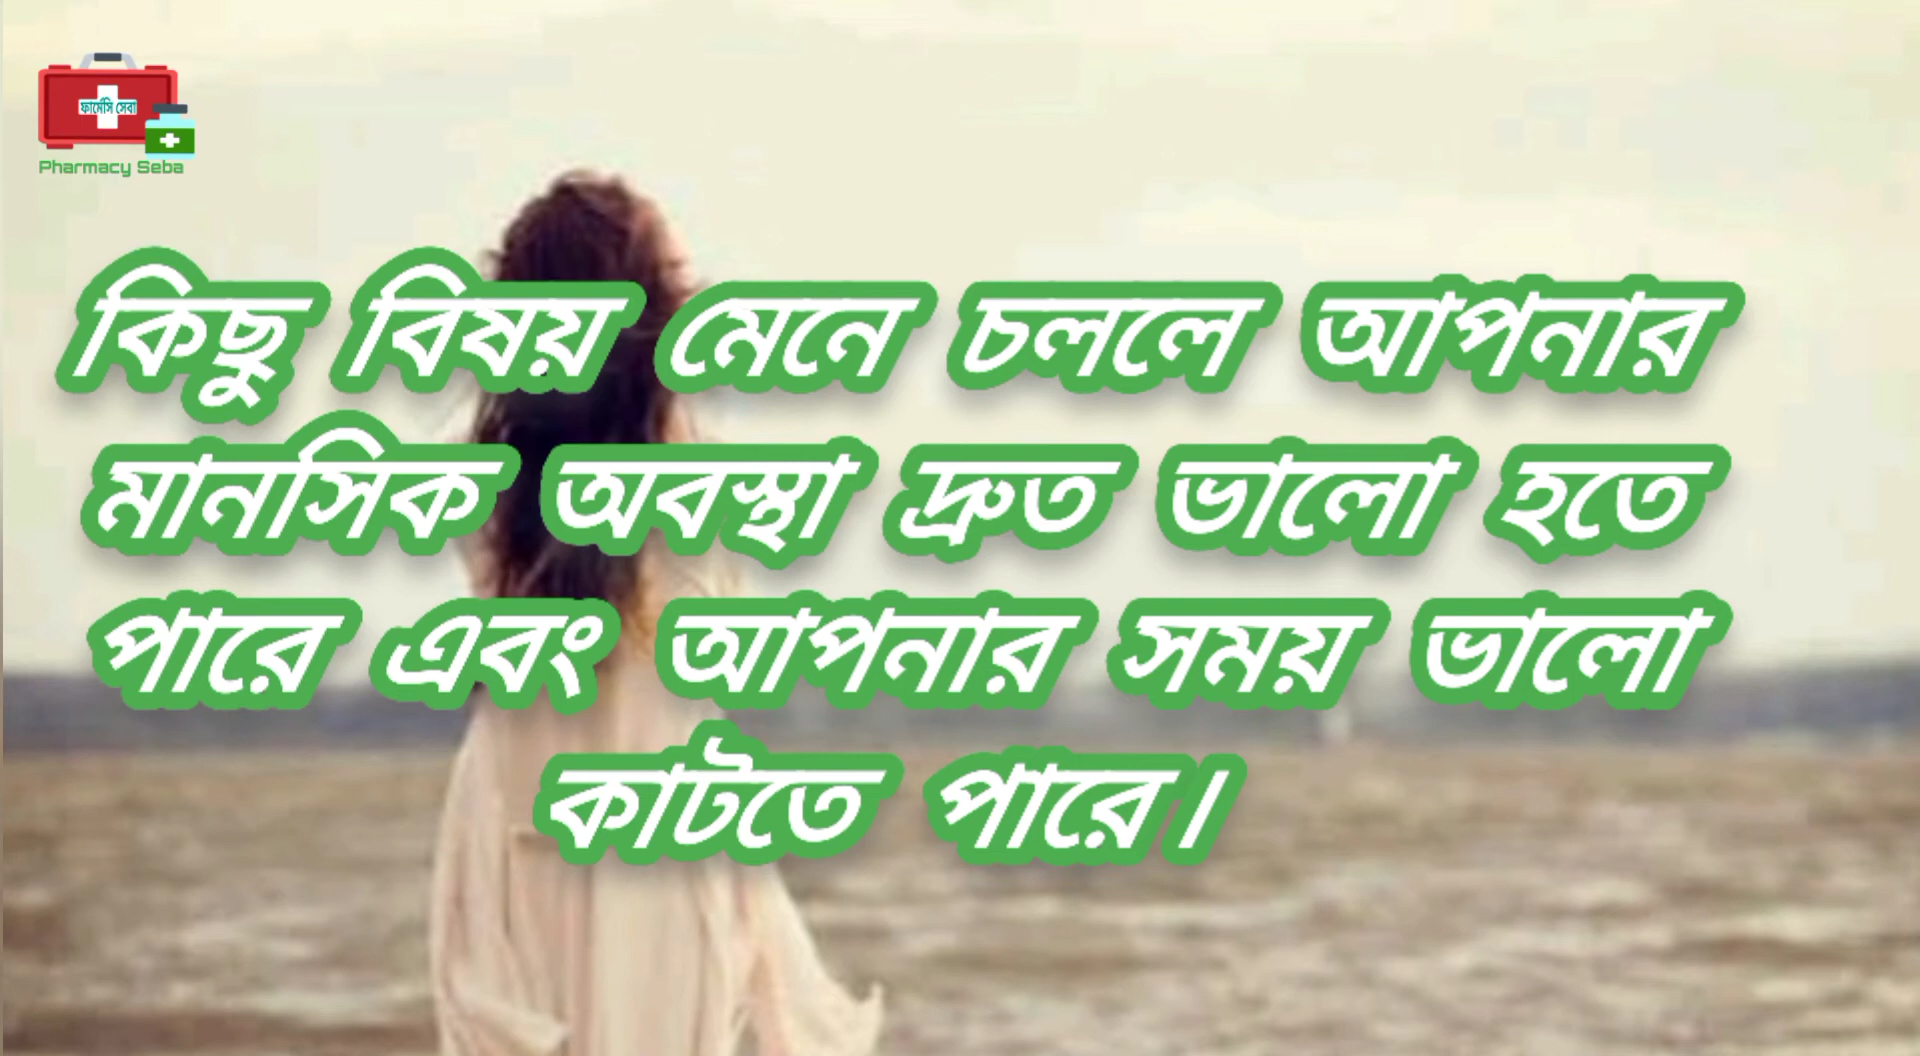 ফার্মেসি সেবা
Pharmacy Seba
কিছু বিষয় মেনে চললে আপনার
মানসিক অবস্থা দ্রুত ভালো হতে
পারে এবং আপনার সময় ভালো
কাটতে পারে।